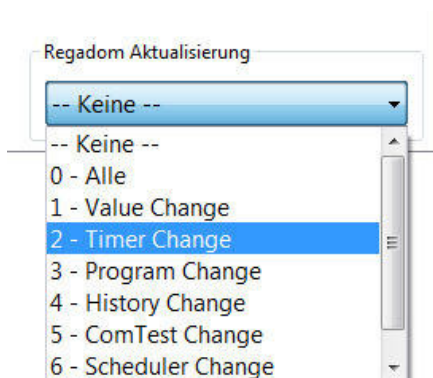 Regadom Aktualisierung
-- Keine --
-- Keine --
0 - Alle
1 - Value Change
2 - Timer Change
3 - Program Change
4 - History Change
5 - ComTest Change
6 - Scheduler Change